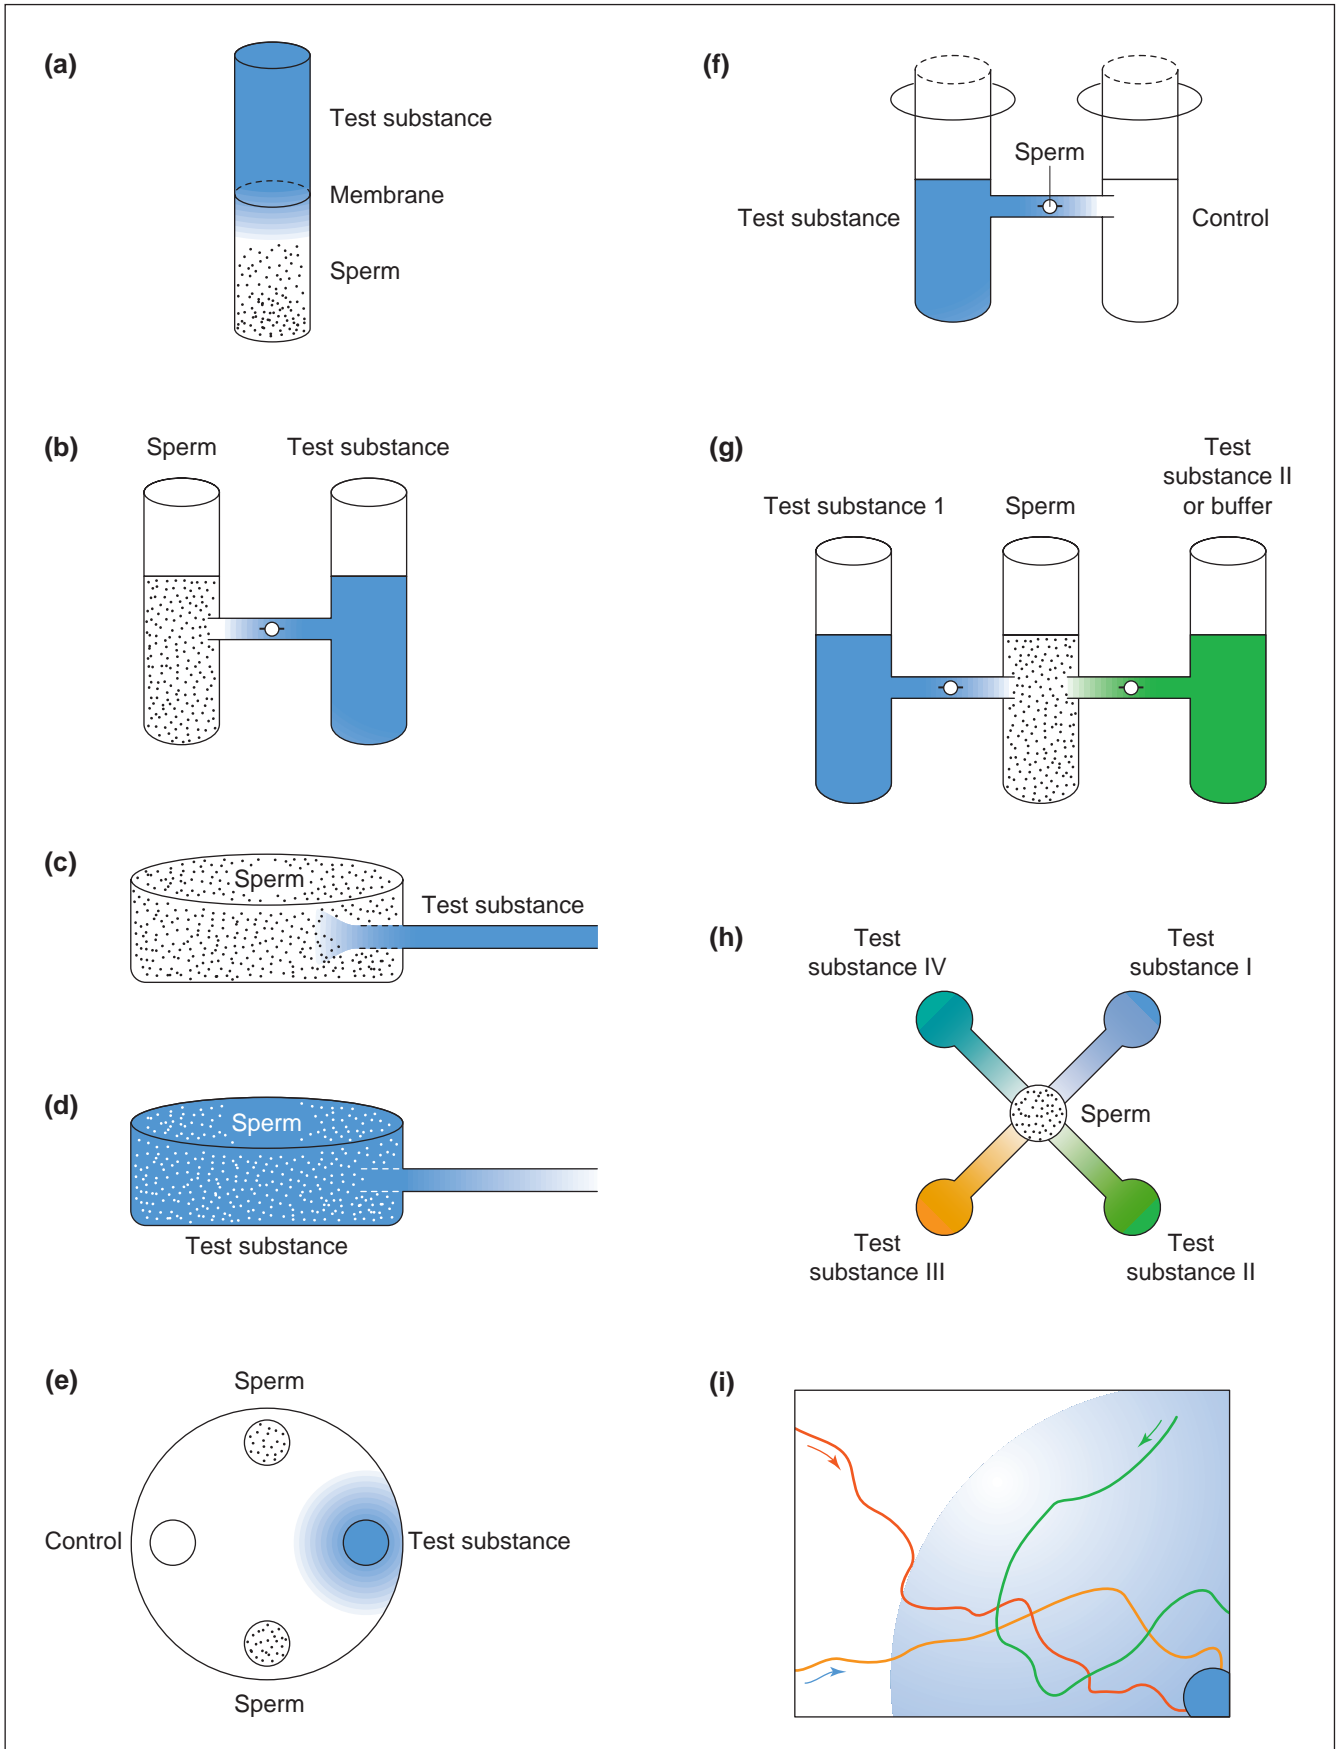 (a)
Test substance
Membrane
Sperm
(b)
Sperm
Test substance
(c)
Sperm
Test substance
(d)
Sperm
Test substance
(e)
Sperm
Control
Test substance
Sperm
(f)
Sperm
Test substance
Control
(g)
Test substance 1
Sperm
Test
substance II
or buffer
(h)
Test
substance IV
Test
substance I
Sperm
Test
substance III
Test
substance II
(i)